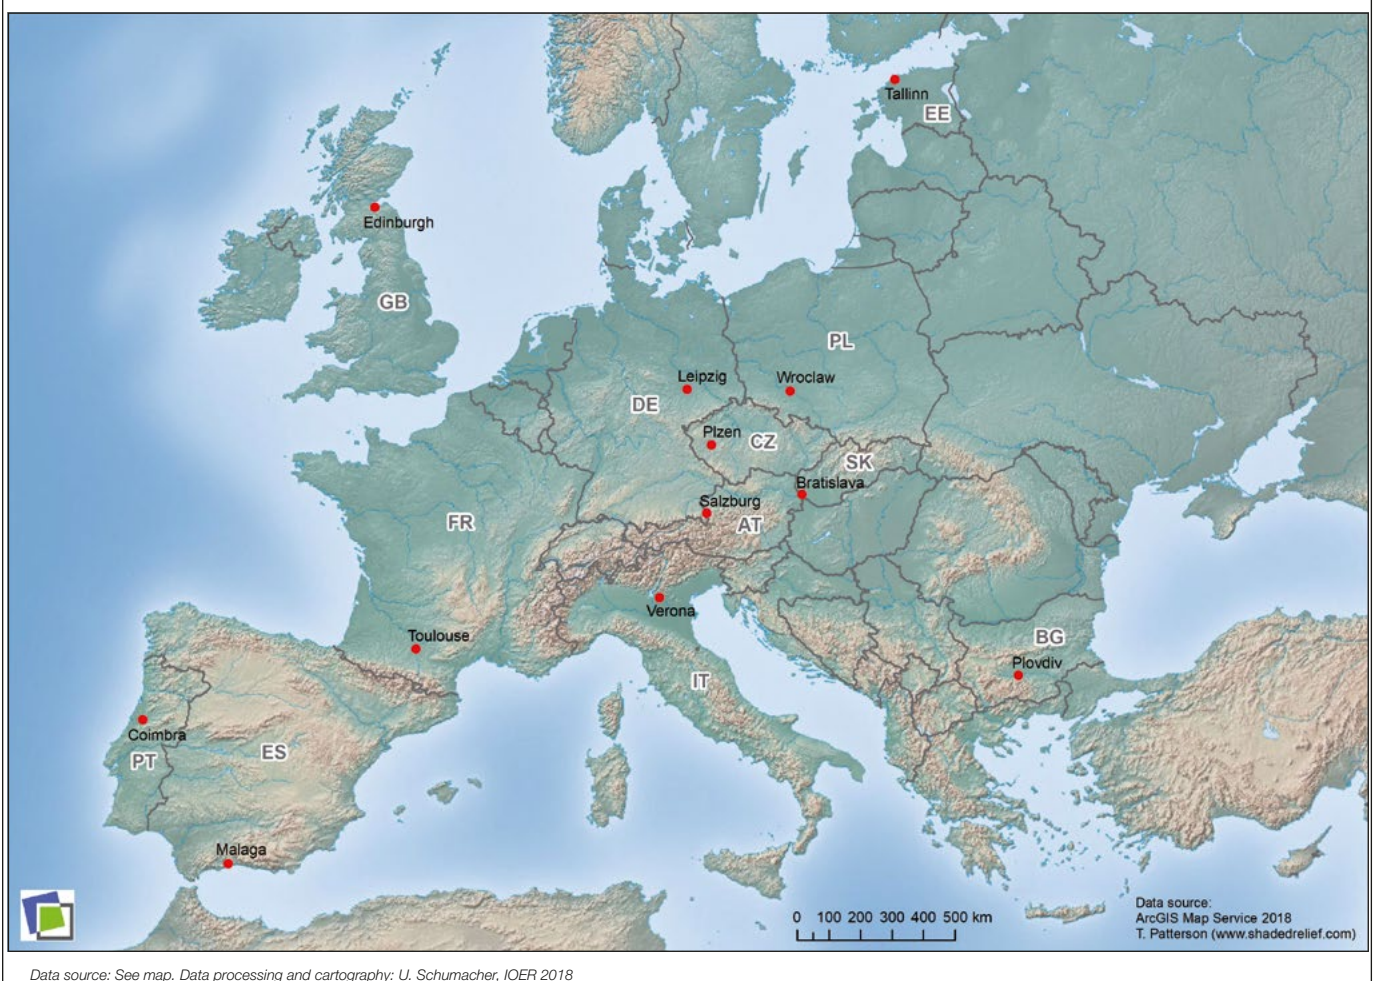 Tallinn
EE
Edinburgh
GB
PL
Leipzig
Wroclaw
DE
Plzen
CZ
SK
Bratislava
Salzburg
FR
AT
Verona
Toulouse
BG
Plovdiv
IT
Coimbra
PT
ES
Malaga
0 100 200 300 400 500 km
Data source:
ArcGIS Map Service 2018
T. Patterson (www.shadedrelief.com)
Data source: See map. Data processing and cartography: U. Schumacher, IOER 2018